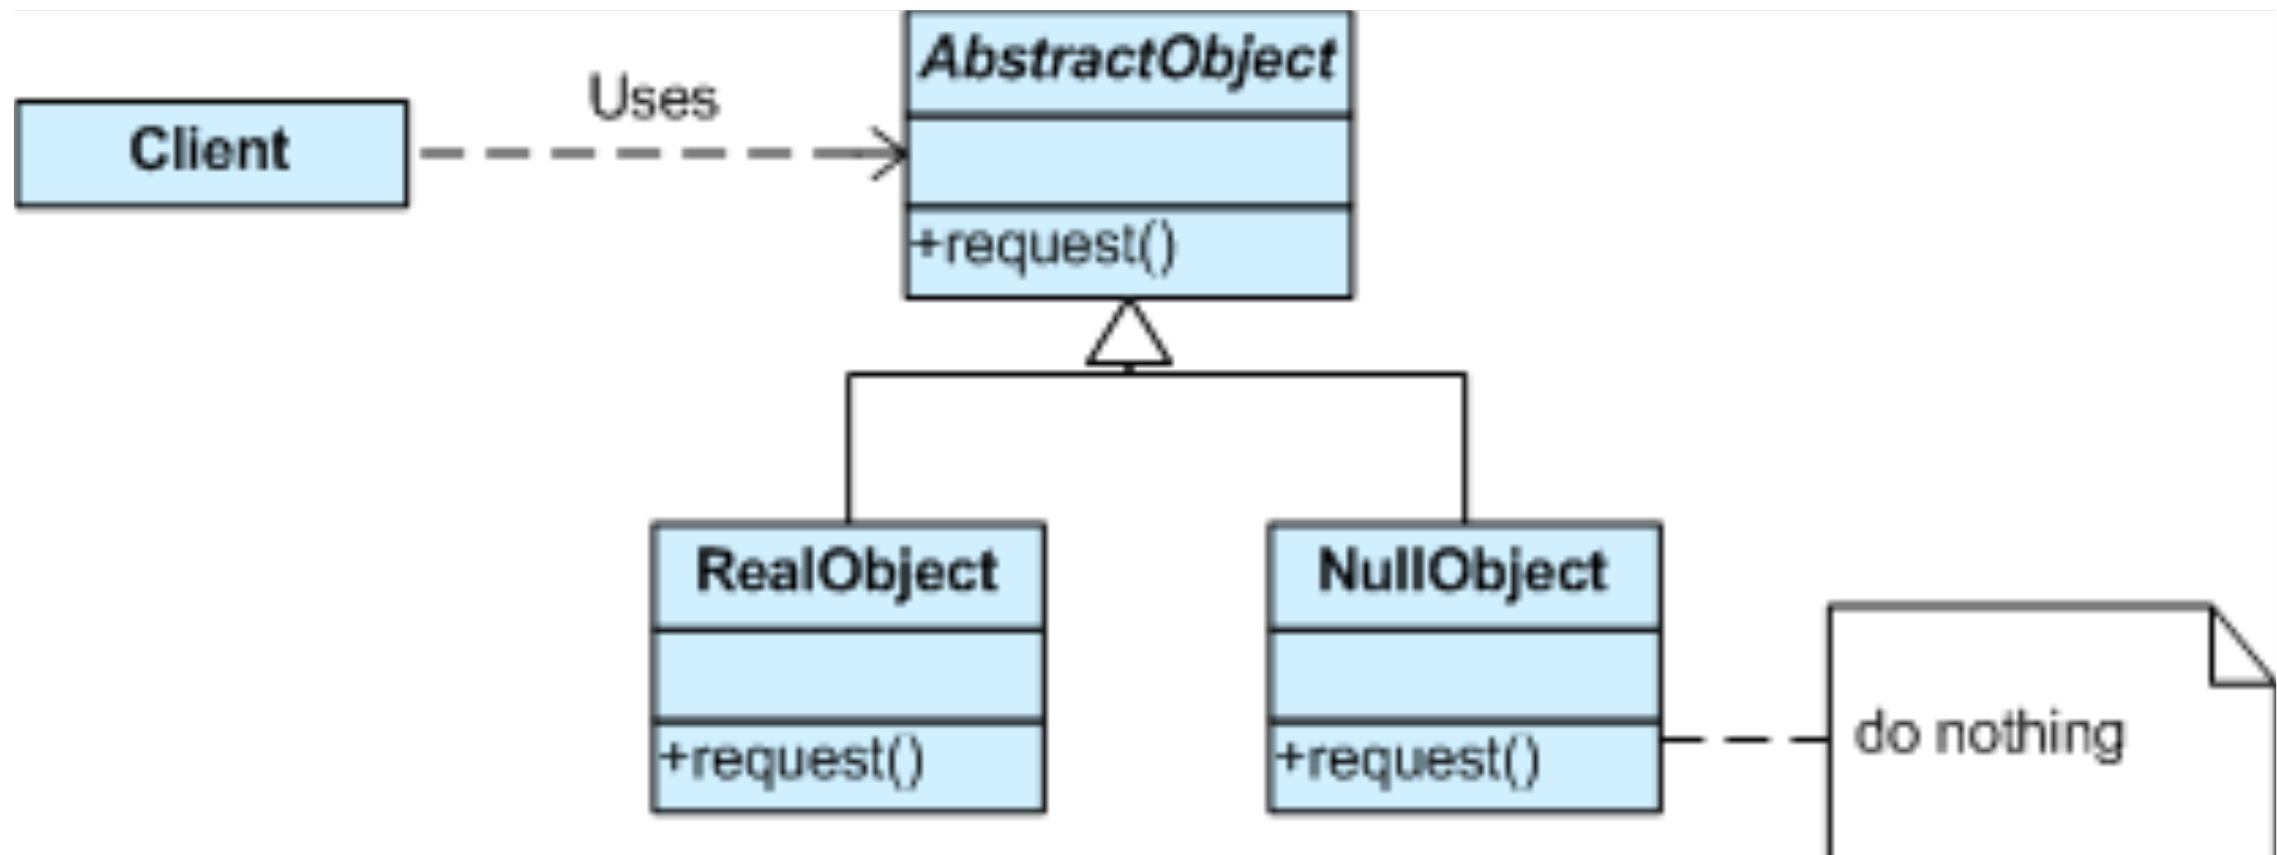 AbstractObject
Uses
Client
+request()
RealObject
NullObject
do nothing
+request()
+request()